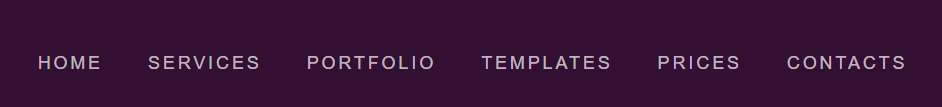 HOME SERVICES PORTFOLIO TEMPLATES PRICES CONTACTS